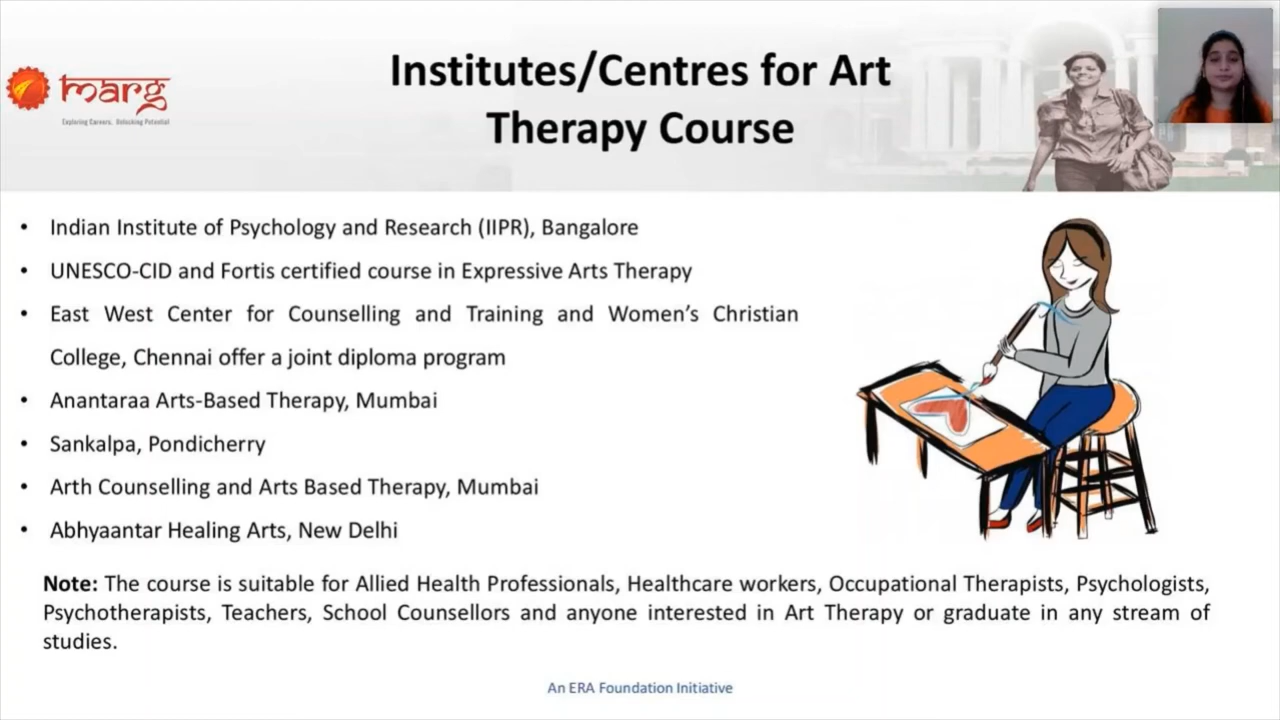 Institutes/Centres for Art
Therapy Course
marg
Exploring Careers. Unlocking Potential
• Indian Institute of Psychology and Research (IIPR), Bangalore
• UNESCO-CID and Fortis certified course in Expressive Arts Therapy
• East West Center for Counselling and Training and Women’s Christian
College, Chennai offer a joint diploma program
• Anantaraa Arts-Based Therapy, Mumbai
• Sankalpa, Pondicherry
• Arth Counselling and Arts Based Therapy, Mumbai
• Abhyaantar Healing Arts, New Delhi
Note: The course is suitable for Allied Health Professionals, Healthcare workers, Occupational Therapists, Psychologists,
Psychotherapists, Teachers, School Counsellors and anyone interested in Art Therapy or graduate in any stream of
studies.
An ERA Foundation Initiative